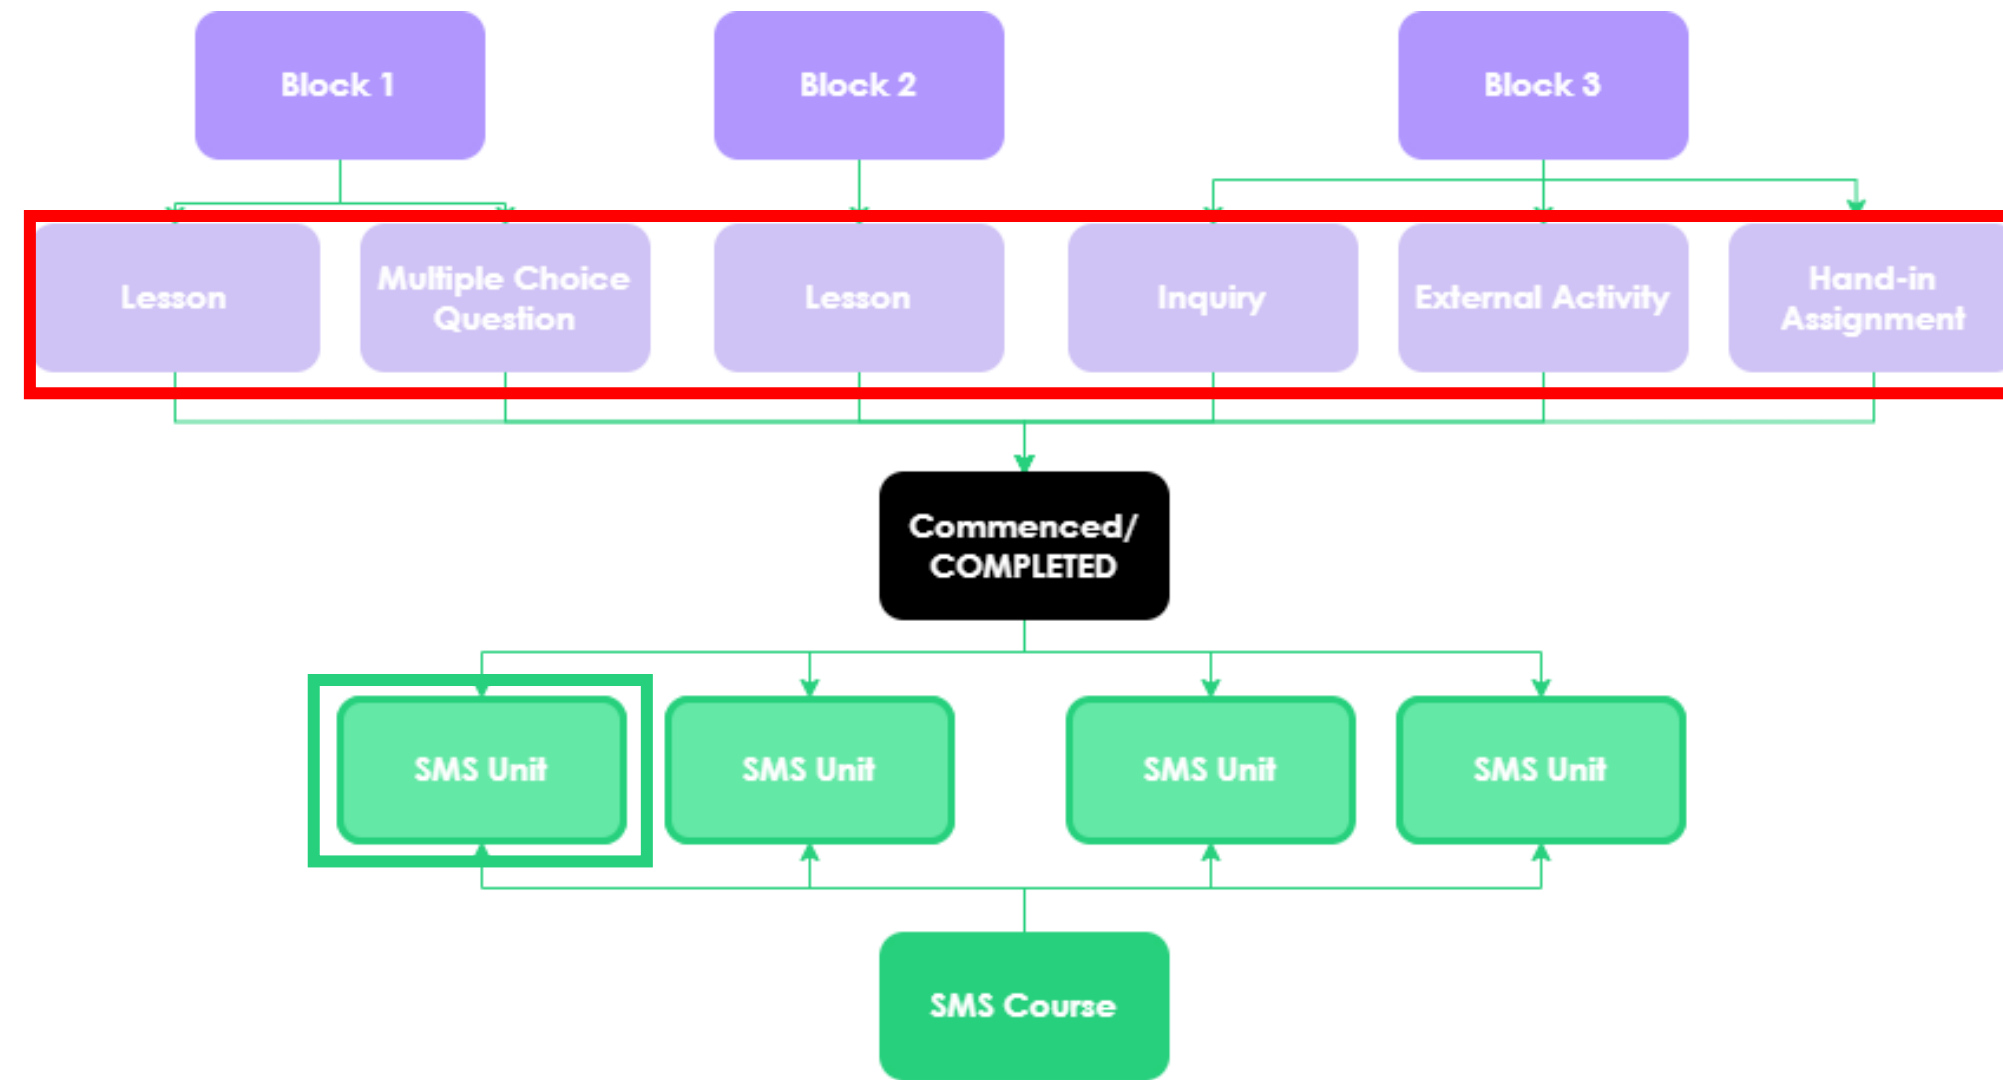 Block 1
Block 2
Block 3
Lesson
Multiple Choice
Question
Lesson
Inquiry
External Activity
Hand-in
Assignment
Commenced/
COMPLETED
SMS Unit
SMS Unit
SMS Unit
SMS Unit
SMS Course